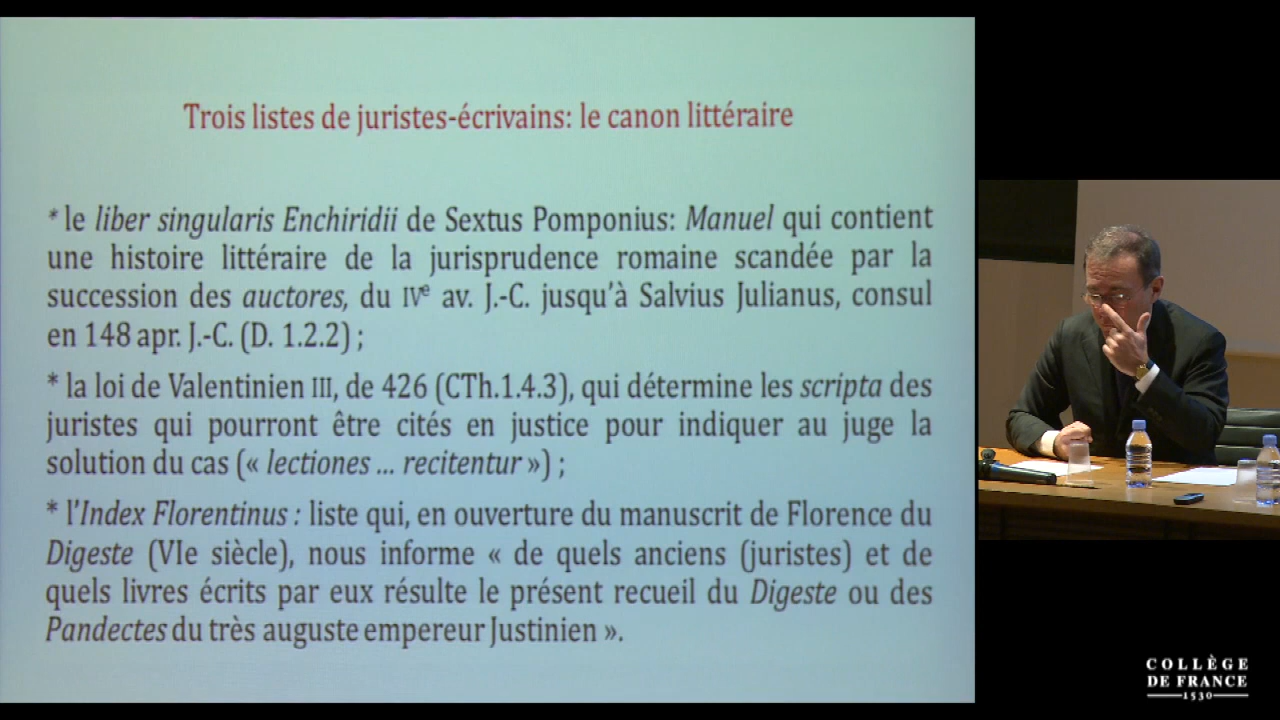 Trois listes de juristes-écrivains: le canon littéraire
* le liber singularis Enchiridii de Sextus Pomponius: Manuel qui contient
une histoire littéraire de la jurisprudence romaine scandée par la
succession des auctores, du IVe av. J.-C. jusqu'à Salvius Julianus, consul
en 148 apr. J.-C. (D. 1.2.2) ;
* la loi de Valentinien III, de 426 (CTh.1.4.3), qui détermine les scripta des
juristes qui pourront être cités en justice pour indiquer au juge la
solution du cas (« lectiones ... recitentur ») ;
* l'Index Florentinus : liste qui, en ouverture du manuscrit de Florence du
Digeste (VIe siècle), nous informe « de quels anciens (juristes) et de
quels livres écrits par eux résulte le présent recueil du Digeste ou des
Pandectes du très auguste empereur Justinien ».
COLLÈGE
DE FRANCE
1530